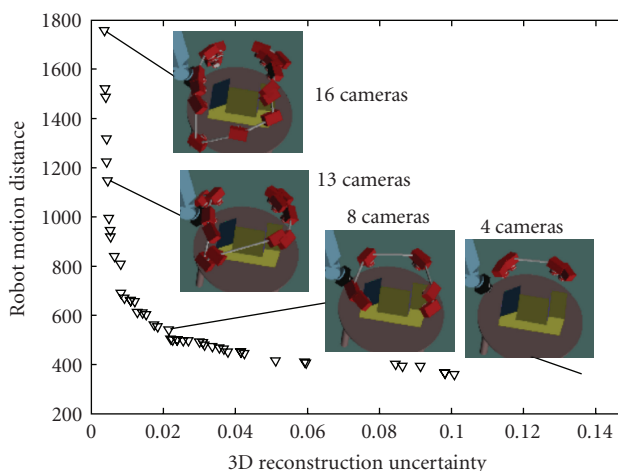 1800
1600
1400
1200
1000
800
600
400
200
Robot motion distance
16 cameras
13 cameras
8 cameras
4 cameras
0 0.02 0.04 0.06 0.08 0.1 0.12 0.14
3D reconstruction uncertainty